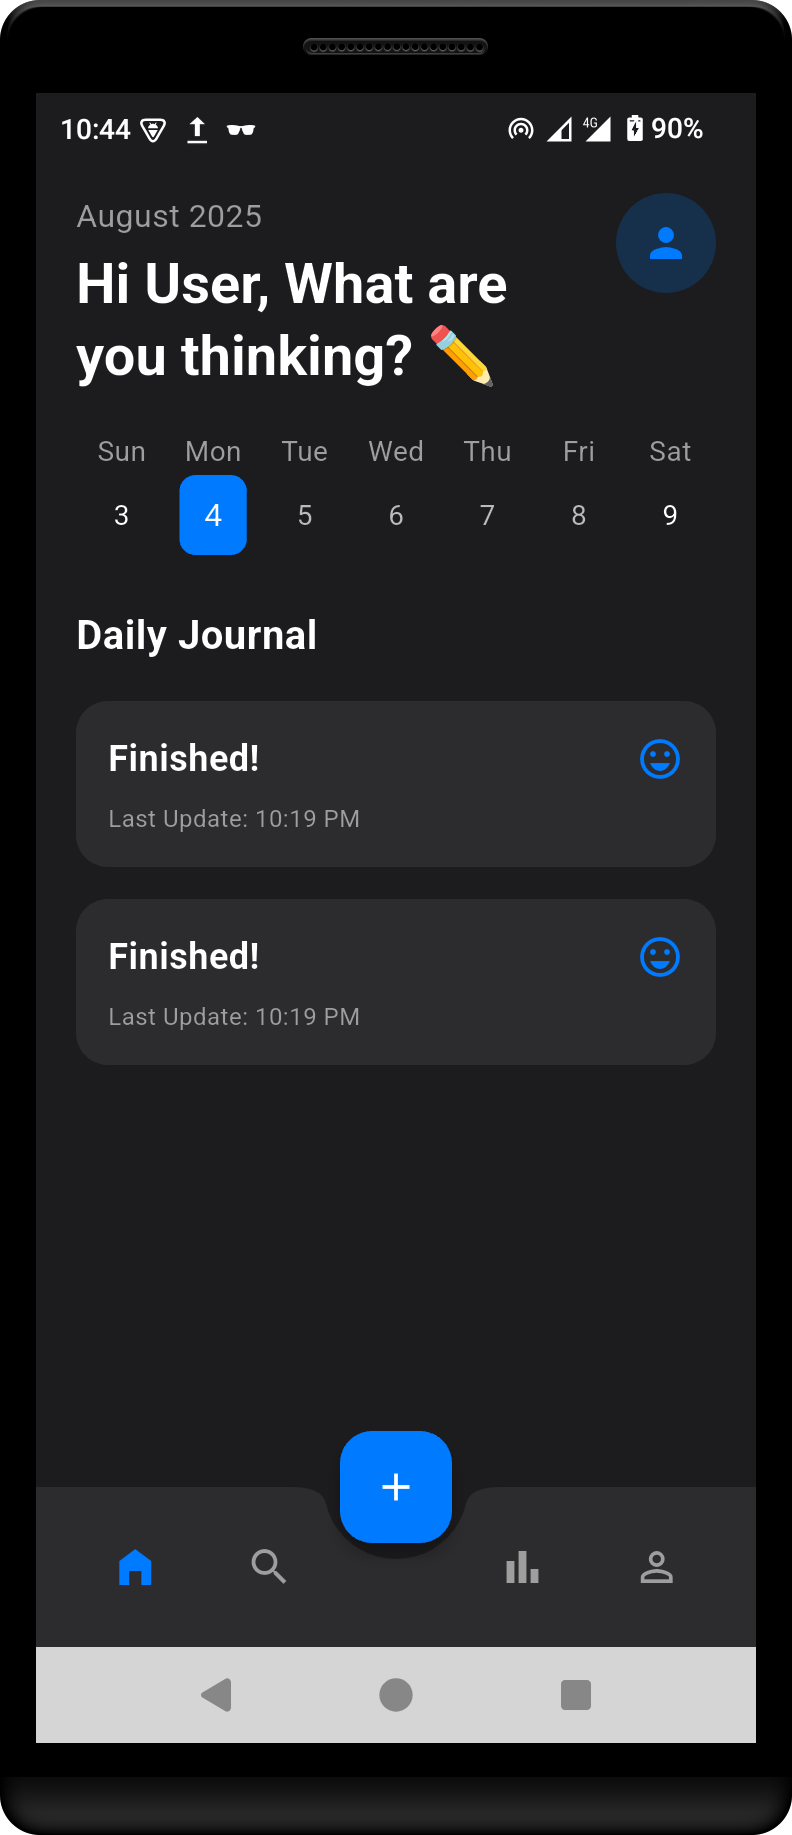 10:44 4G 90%
August 2025
Hi User, What are
you thinking? ✏️
Sun Mon Tue Wed Thu Fri Sat
3 4 5 6 7 8 9
Daily Journal
Finished!
Last Update: 10:19 PM
Finished!
Last Update: 10:19 PM